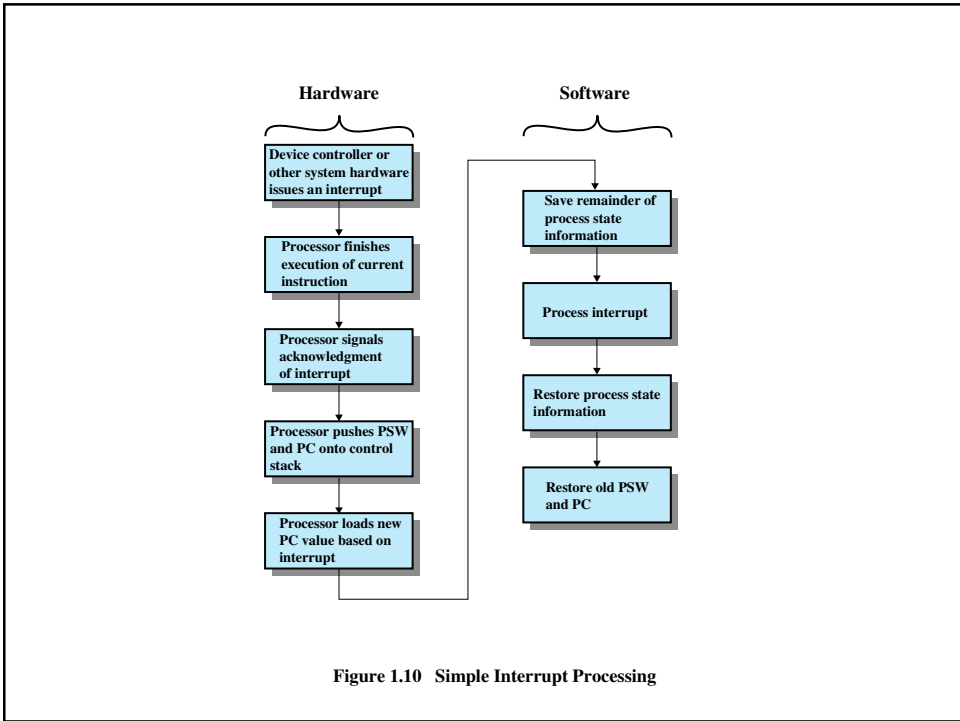 Hardware
Device controller or
other system hardware
issues an interrupt
Processor finishes
execution of current
instruction
Processor signals
acknowledgment
of interrupt
Processor pushes PSW
and PC onto control
stack
Processor loads new
PC value based on
interrupt
Software
Save remainder of
process state
information
Process interrupt
Restore process state
information
Restore old PSW
and PC
Figure 1.10 Simple Interrupt Processing